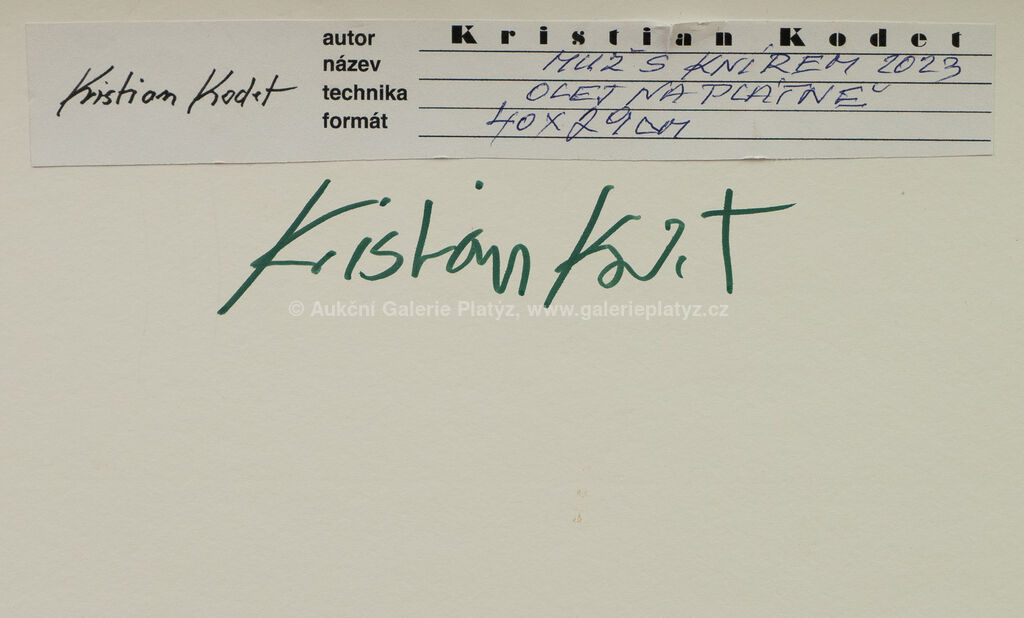 Kristian Kodet
autor Kristian Kodet
název MUŽ S KNÍREM 2023
technika OLEJ NA PLÁTNĚ
formát 40X29cm
Kristian Kodet
© Aukční Galerie Platýz, www.galerieplatyz.cz